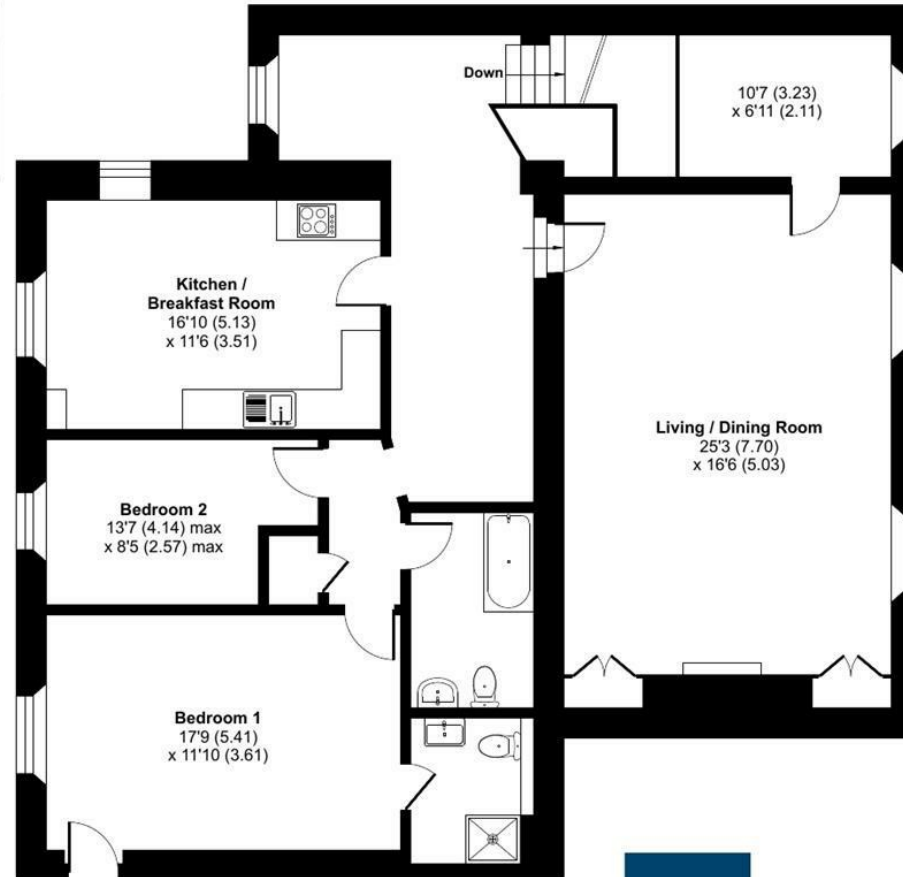 Down
10'7 (3.23)
x 6'11 (2.11)
Kitchen /
Breakfast Room
16'10 (5.13)
x 11'6 (3.51)
Living / Dining Room
25'3 (7.70)
x 16'6 (5.03)
Bedroom 2
13'7 (4.14) max
x 8'5 (2.57) max
Bedroom 1
17'9 (5.41)
x 11'10 (3.61)